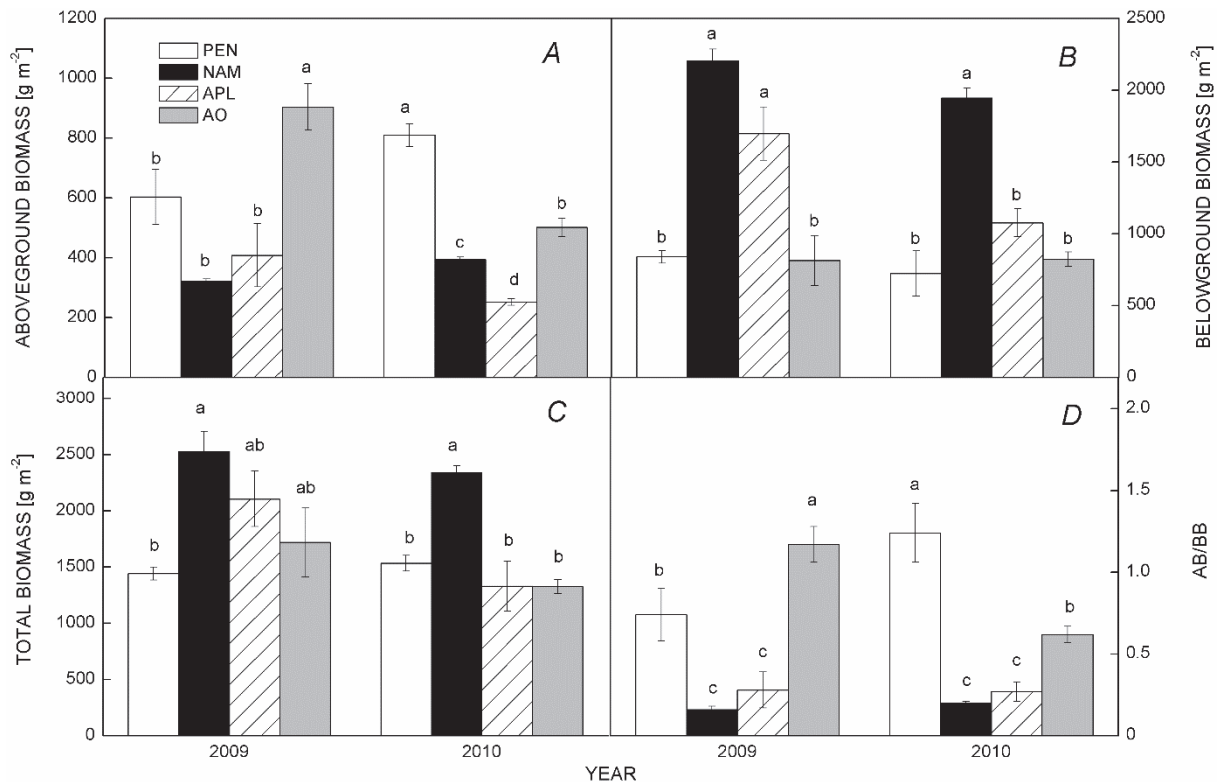 1200
1000
800
600
400
200
0
ABOVEGROUND BIOMASS [g m-2]
PEN
NAM
APL
AO
A
b
b
b
a
a
c
d
b
B
a
a
b
b
a
b
b
b
2500
2000
1500
1000
500
0
BELOWGROUND BIOMASS [g m-2]
3000
2500
2000
1500
1000
500
0
TOTAL BIOMASS [g m-2]
C
b
a
ab
ab
b
a
b
b
D
b
c
c
a
a
c
c
b
2.0
1.5
1.0
0.5
0
AB/BB
2009 2010 2009 2010
YEAR